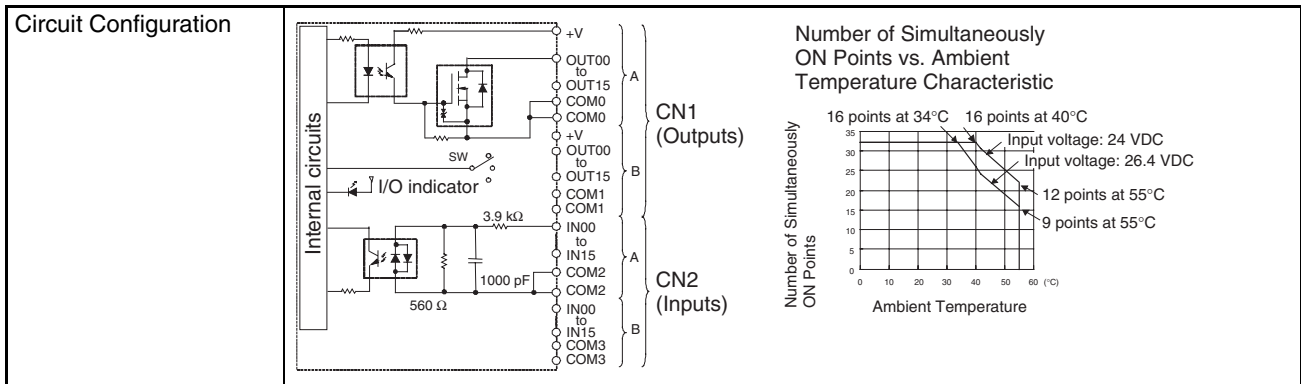 Circuit Configuration
Internal circuits
SW
I/O indicator
3.9 kΩ
1000 pF
560 Ω
+V
OUT00
to
OUT15
COM0
COM0
+V
OUT00
to
OUT15
COM1
COM1
IN00
to
IN15
COM2
COM2
IN00
to
IN15
COM3
COM3
A
B
A
B
CN1
(Outputs)
CN2
(Inputs)
Number of Simultaneously
ON Points vs. Ambient
Temperature Characteristic
16 points at 34°C 16 points at 40°C
Input voltage: 24 VDC
Input voltage: 26.4 VDC
12 points at 55°C
9 points at 55°C
Number of Simultaneously
ON Points
35
30
25
20
15
10
5
0
0 10 20 30 40 50 60 (°C)
Ambient Temperature